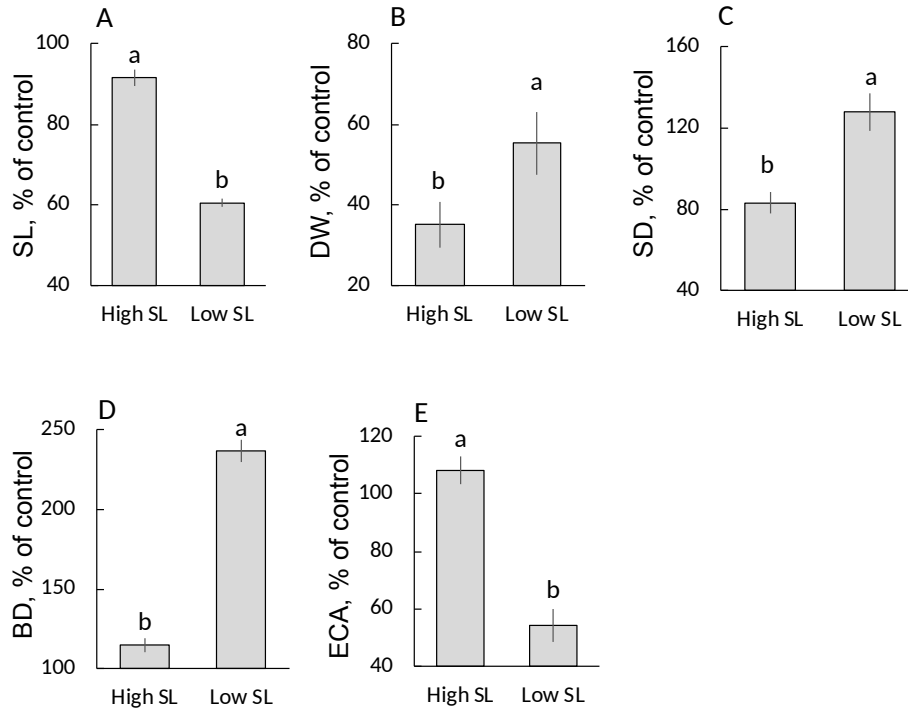 A
SL, % of control
100
80
60
40
a
b
High SL
Low SL
B
DW, % of control
80
60
40
20
b
a
High SL
Low SL
C
SD, % of control
160
120
80
40
b
a
High SL
Low SL
D
BD, % of control
250
200
150
100
b
a
High SL
Low SL
E
ECA, % of control
120
100
80
60
40
a
b
High SL
Low SL